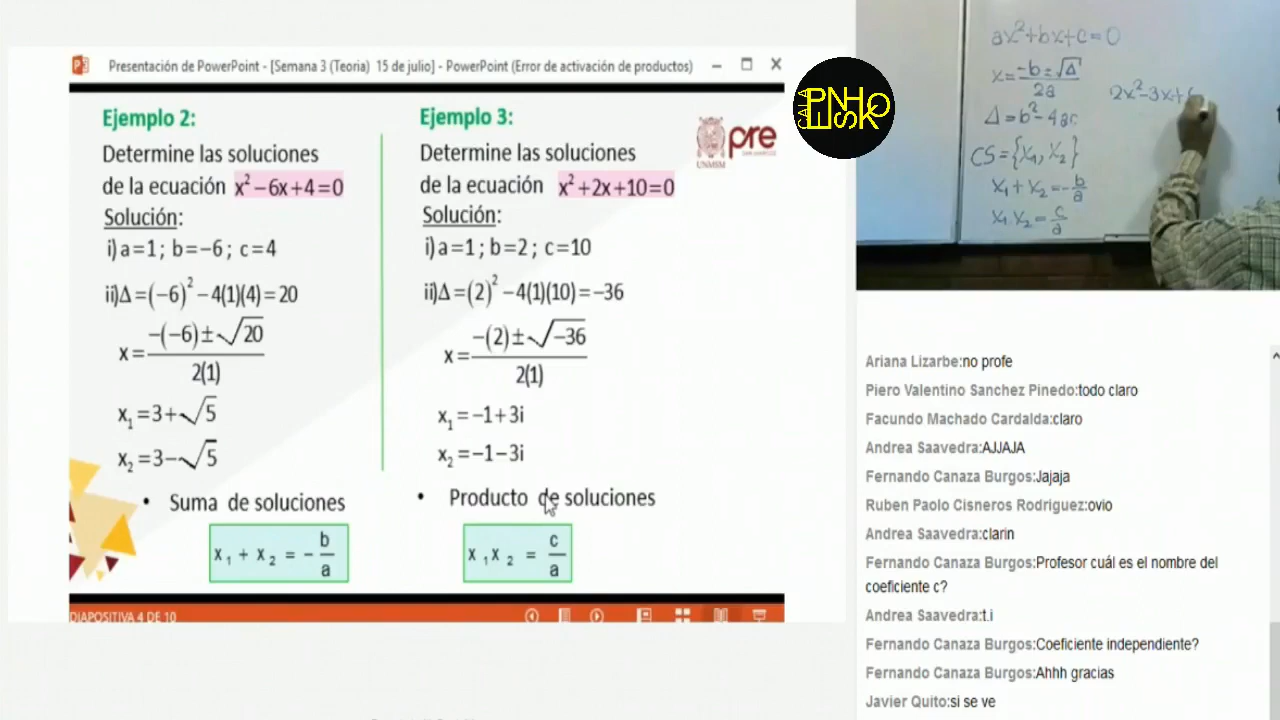 Presentación de PowerPoint - [Semana 3 (Teoria) 15 de julio] - PowerPoint (Error de activación de productos)
Ejemplo 2:
Determine las soluciones
de la ecuación x²−6x+4=0
Solución:
i) a=1; b=−6; c=4
ii) Δ=(−6)²−4(1)(4)=20
x=(−(−6)±√20)/2(1)
x₁=3+√5
x₂=3−√5
• Suma de soluciones
x₁ + x₂ = − b/a
Ejemplo 3:
Determine las soluciones
de la ecuación x²+2x+10=0
Solución:
i) a=1; b=2; c=10
ii) Δ=(2)²−4(1)(10)=−36
x=(−(2)±√−36)/2(1)
x₁=−1+3i
x₂=−1−3i
• Producto de soluciones
x₁x₂ = c/a
pre
SAN MARCOS
UNMSM
DIAPOSITIVA 4 DE 10
ax²+bx+c=0
x=(−b±√Δ)/2a
Δ=b²−4ac
CS={x₁, x₂}
x₁+x₂=−b/a
x₁x₂=c/a
2x²−3x+
Ariana Lizarbe:no profe
Piero Valentino Sanchez Pinedo:todo claro
Facundo Machado Cardalda:claro
Andrea Saavedra:AJJAJA
Fernando Canaza Burgos:Jajaja
Ruben Paolo Cisneros Rodriguez:ovio
Andrea Saavedra:clarin
Fernando Canaza Burgos:Profesor cuál es el nombre del
coeficiente c?
Andrea Saavedra:t.i
Fernando Canaza Burgos:Coeficiente independiente?
Fernando Canaza Burgos:Ahhh gracias
Javier Quito:si se ve